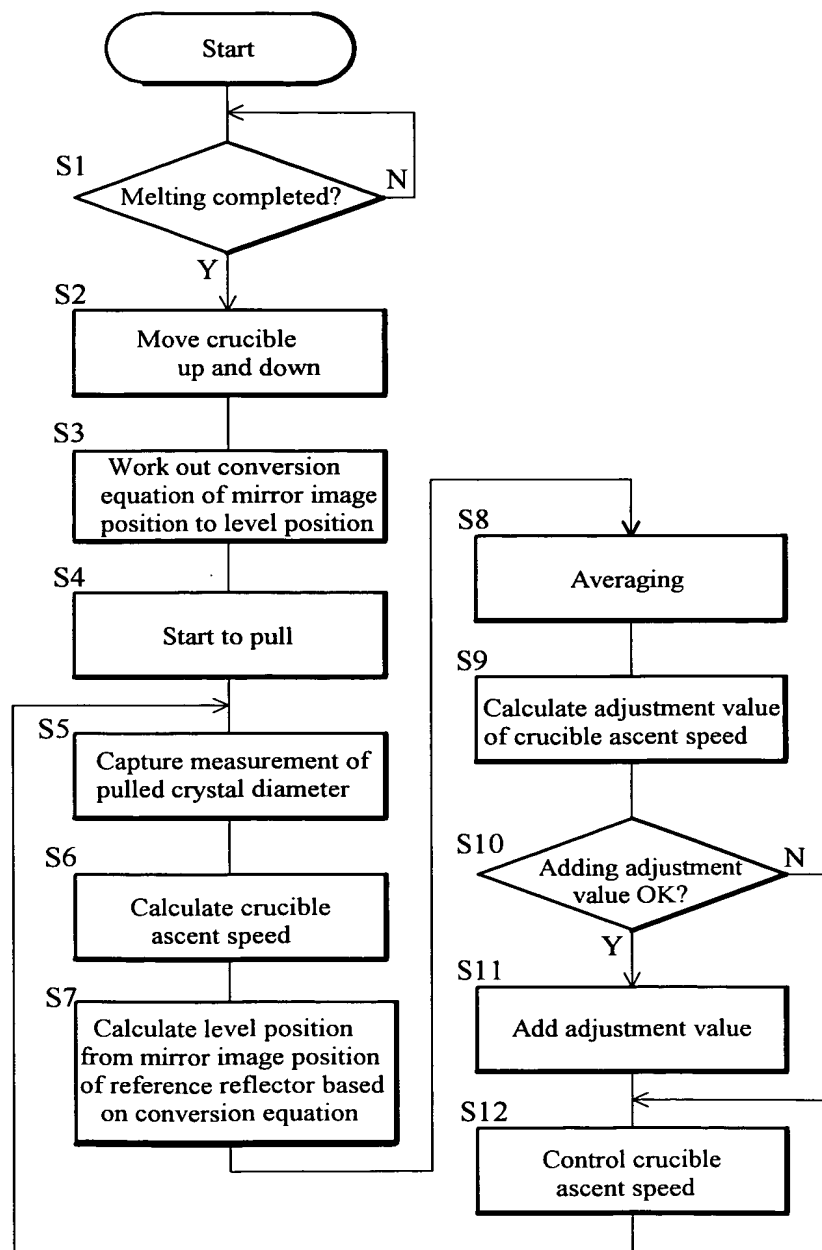 Start
S1
Melting completed?
N
Y
S2
Move crucible
up and down
S3
Work out conversion
equation of mirror image
position to level position
S4
Start to pull
S5
Capture measurement of
pulled crystal diameter
S6
Calculate crucible
ascent speed
S7
Calculate level position
from mirror image position
of reference reflector based
on conversion equation
S8
Averaging
S9
Calculate adjustment value
of crucible ascent speed
S10
Adding adjustment
value OK?
N
Y
S11
Add adjustment value
S12
Control crucible
ascent speed